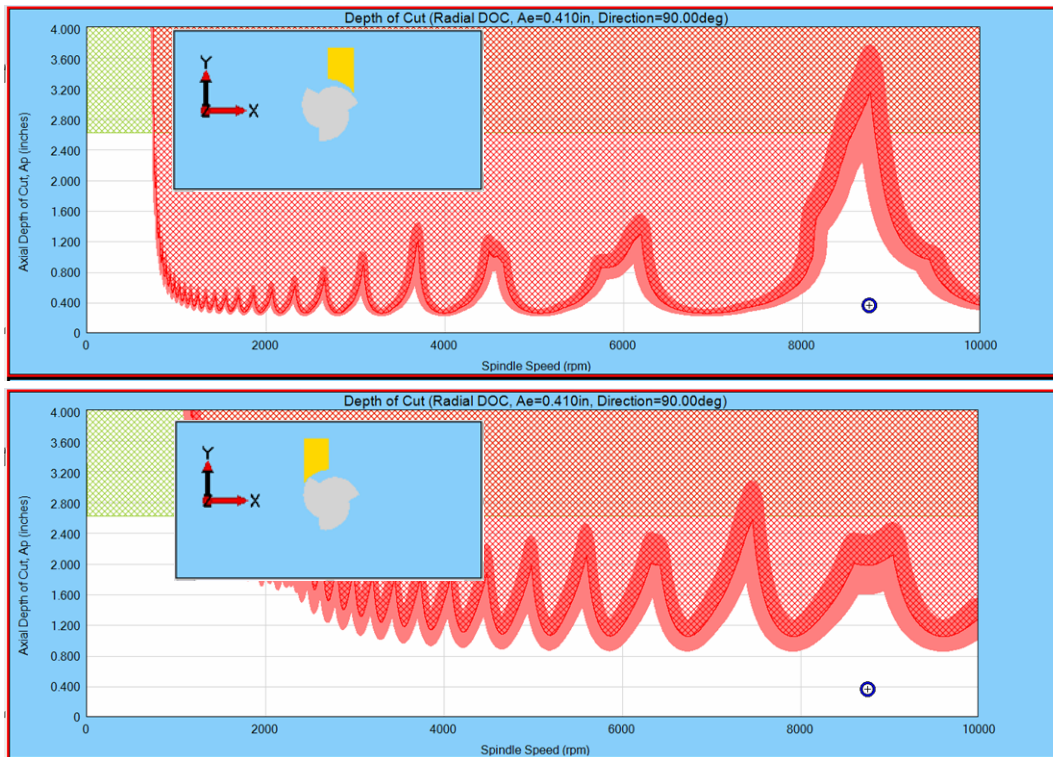 Depth of Cut (Radial DOC, Ae=0.410in, Direction=90.00deg)
4.000
3.600
3.200
2.800
2.400
2.000
1.600
1.200
0.800
0.400
0
Axial Depth of Cut, Ap (inches)
Y
X
0 2000 4000 6000 8000 10000
Spindle Speed (rpm)
Depth of Cut (Radial DOC, Ae=0.410in, Direction=90.00deg)
4.000
3.600
3.200
2.800
2.400
2.000
1.600
1.200
0.800
0.400
0
Axial Depth of Cut, Ap (inches)
Y
X
0 2000 4000 6000 8000 10000
Spindle Speed (rpm)